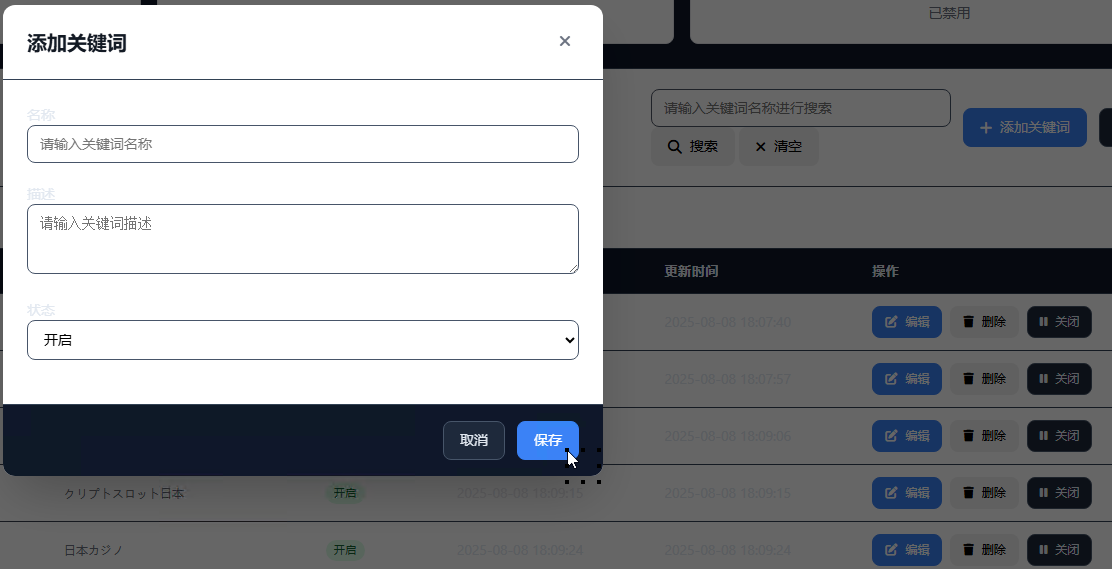 已禁用
添加关键词
名称
请输入关键词名称
描述
请输入关键词描述
状态
开启
取消
保存
请输入关键词名称进行搜索
搜索
清空
添加关键词
更新时间
操作
2025-08-08 18:07:40
编辑
删除
关闭
2025-08-08 18:07:57
编辑
删除
关闭
2025-08-08 18:09:06
编辑
删除
关闭
クリプトスロット日本
开启
2025-08-08 18:09:15
2025-08-08 18:09:15
编辑
删除
关闭
日本カジノ
开启
2025-08-08 18:09:24
2025-08-08 18:09:24
编辑
删除
关闭